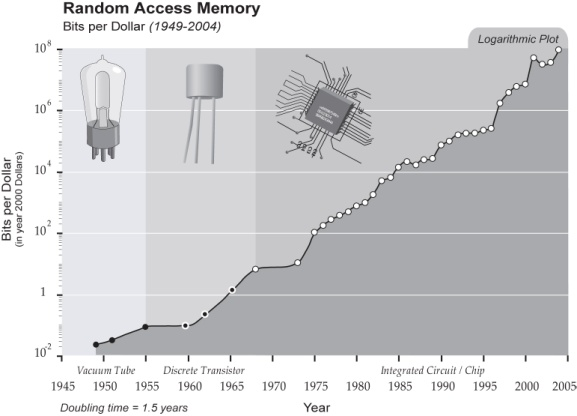 Random Access Memory
Bits per Dollar (1949-2004)
Logarithmic Plot
Bits per Dollar
(in year 2000 Dollars)
10^8
10^6
10^4
10^2
1
10^-2
Vacuum Tube
Discrete Transistor
Integrated Circuit / Chip
1945 1950 1955 1960 1965 1970 1975 1980 1985 1990 1995 2000 2005
Doubling time = 1.5 years
Year